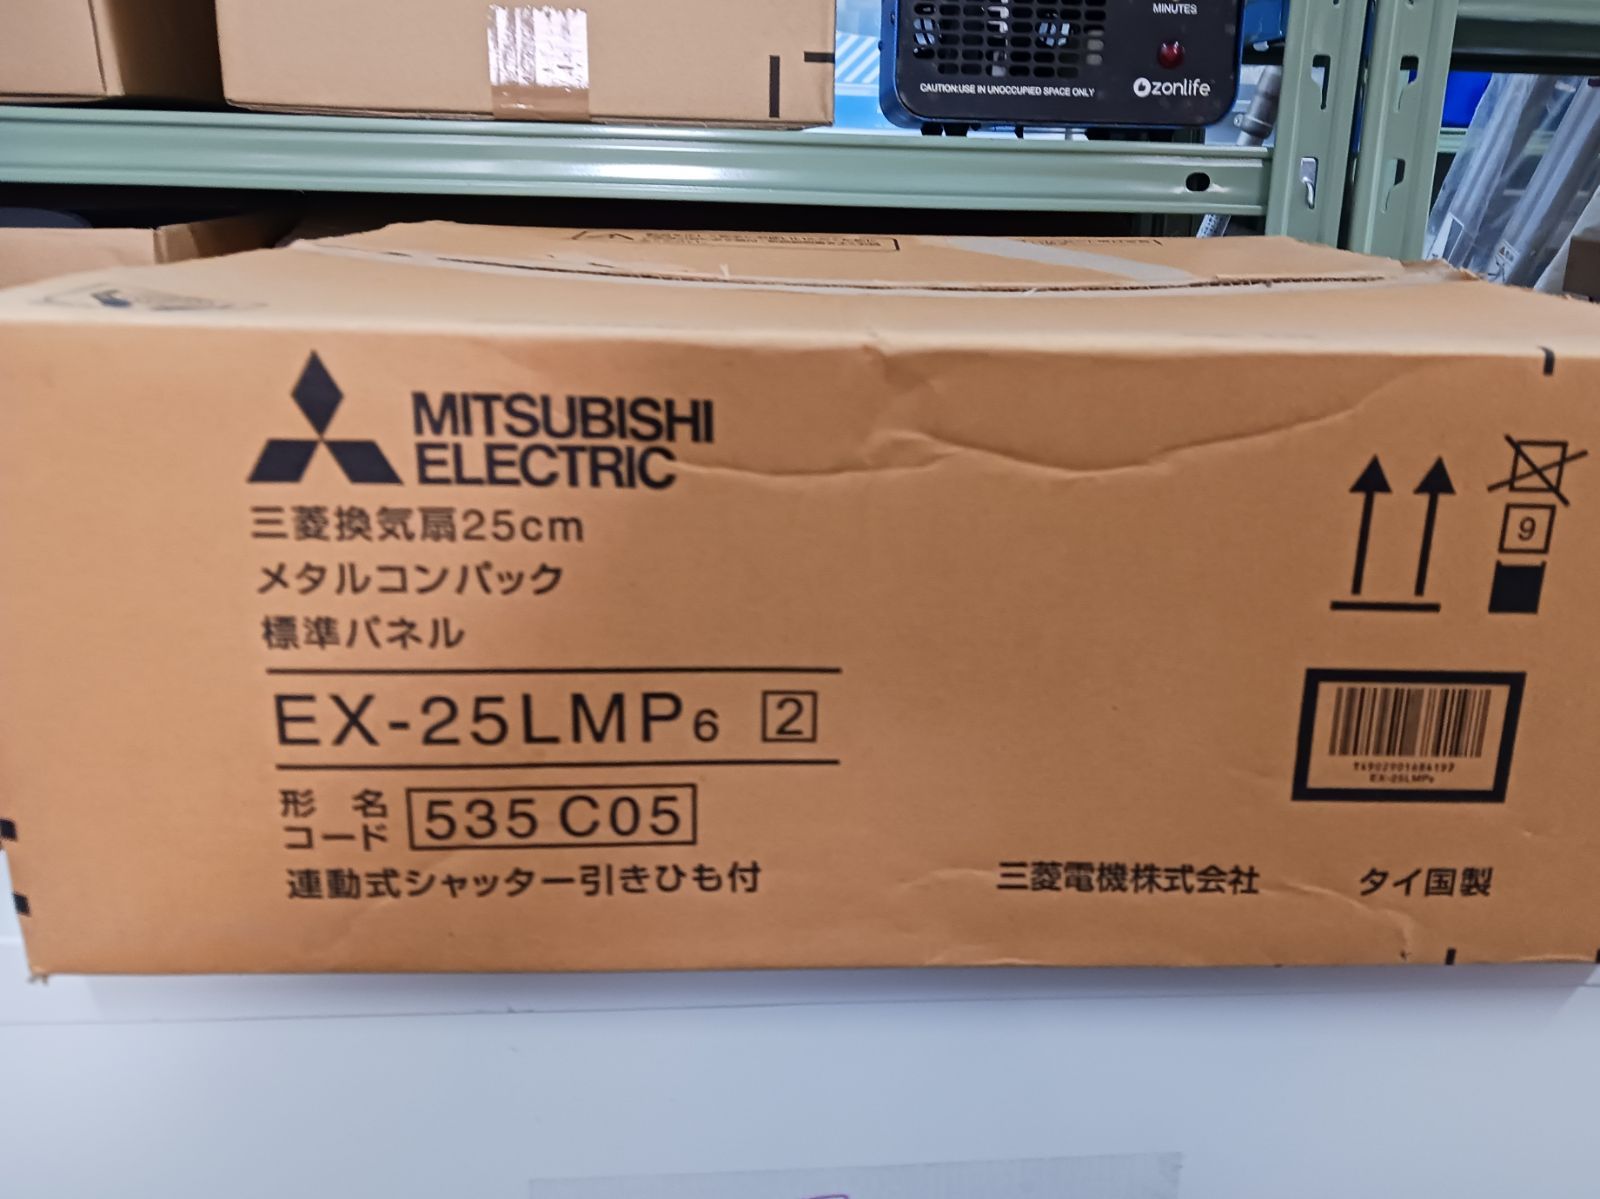 MINUTES
CAUTION:USE IN UNOCCUPIED SPACE ONLY
Ozonlife
MITSUBISHI
ELECTRIC
三菱換気扇25cm
メタルコンパック
標準パネル
EX-25LMP6 2
形名
コード 535 C05
連動式シャッター引きひも付
9
EX-25LMP6
三菱電機株式会社
タイ国製